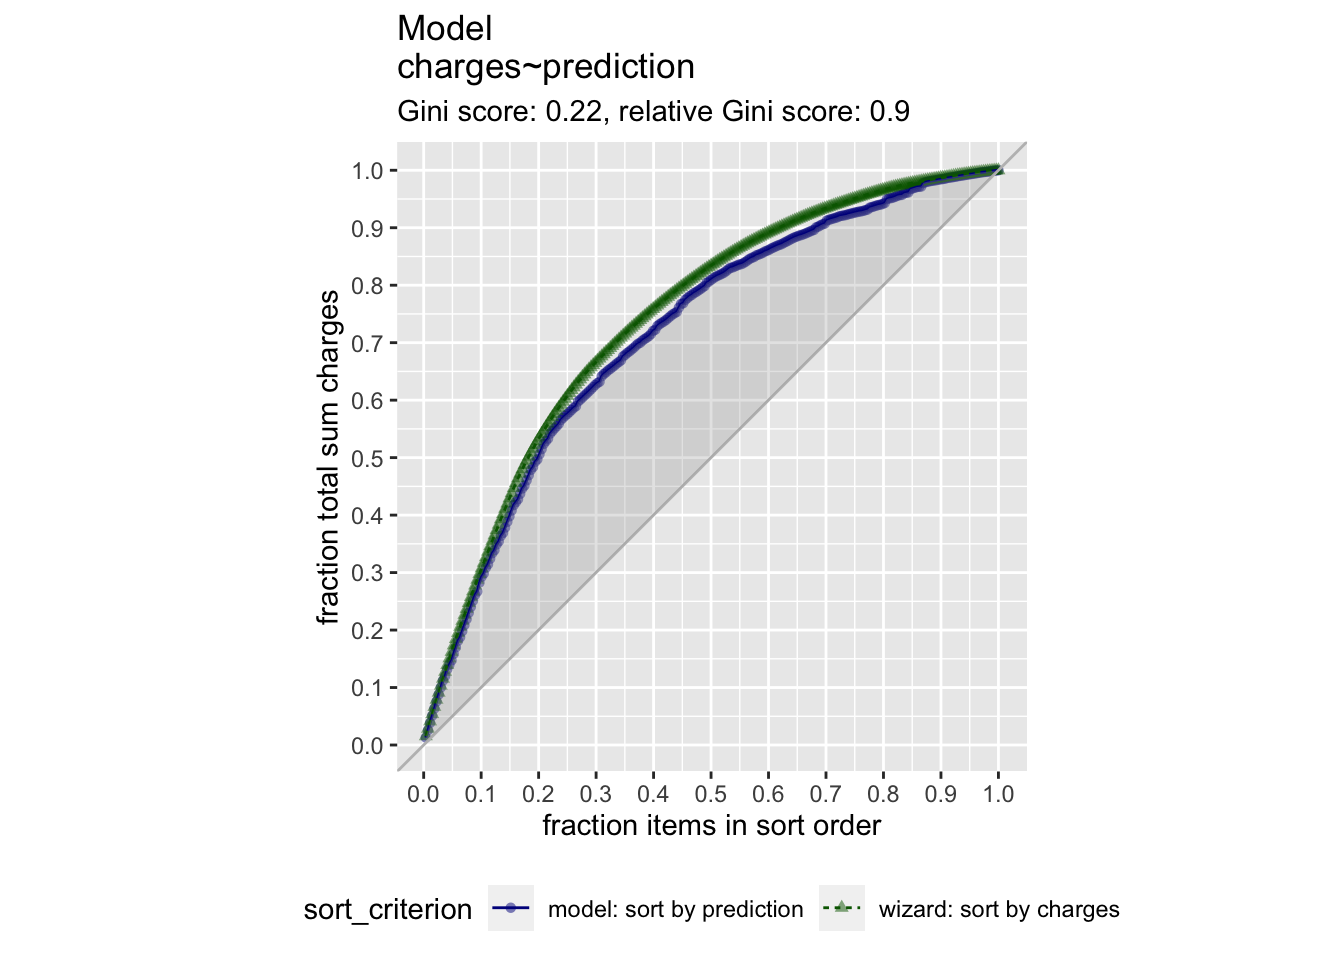 Model
charges~prediction
Gini score: 0.22, relative Gini score: 0.9
fraction total sum charges
1.0
0.9
0.8
0.7
0.6
0.5
0.4
0.3
0.2
0.1
0.0
0.0 0.1 0.2 0.3 0.4 0.5 0.6 0.7 0.8 0.9 1.0
fraction items in sort order
sort_criterion model: sort by prediction wizard: sort by charges